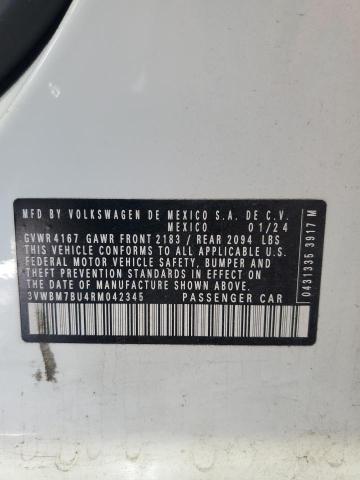 MFD BY VOLKSWAGEN DE MEXICO S.A. DE C.V.
MEXICO 01/24
GVWR 4167 GAWR FRONT 2183 / REAR 2094 LBS
THIS VEHICLE CONFORMS TO ALL APPLICABLE U.S.
FEDERAL MOTOR VEHICLE SAFETY, BUMPER AND
THEFT PREVENTION STANDARDS IN EFFECT ON THE
DATE OF MANUFACTURE SHOWN ABOVE.
3VWBM7BU4RM042345 PASSENGER CAR
0431335 3917 M